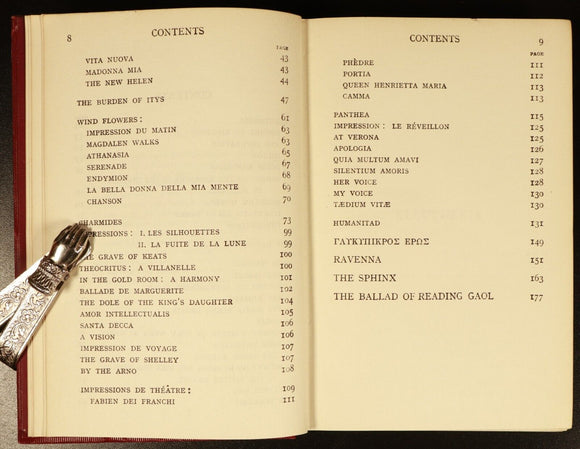 8 CONTENTS
PAGE
VITA NUOVA 43
MADONNA MIA 43
THE NEW HELEN 44
THE BURDEN OF ITYS 47
WIND FLOWERS: 61
IMPRESSION DU MATIN 63
MAGDALEN WALKS 63
ATHANASIA 65
SERENADE 67
ENDYMION 68
LA BELLA DONNA DELLA MIA MENTE 69
CHANSON 70
CHARMIDES 73
IMPRESSIONS: I. LES SILHOUETTES 99
II. LA FUITE DE LA LUNE 99
THE GRAVE OF KEATS 100
THEOCRITUS: A VILLANELLE 100
IN THE GOLD ROOM: A HARMONY 101
BALLADE DE MARGUERITE 102
THE DOLE OF THE KING'S DAUGHTER 104
AMOR INTELLECTUALIS 105
SANTA DECCA 106
A VISION 106
IMPRESSION DE VOYAGE 107
THE GRAVE OF SHELLEY 107
BY THE ARNO 108
IMPRESSIONS DE THÉÂTRE: 109
FABIEN DEI FRANCHI 111
CONTENTS 9
PAGE
PHÈDRE 111
PORTIA 112
QUEEN HENRIETTA MARIA 113
CAMMA 113
PANTHEA 115
IMPRESSION: LE RÉVEILLON 125
AT VERONA 125
APOLOGIA 126
QUIA MULTUM AMAVI 127
SILENTIUM AMORIS 128
HER VOICE 128
MY VOICE 130
TÆDIUM VITÆ 130
HUMANITAD 131
ΓΛΥΚΥΠΙΚΡΟΣ ΕΡΩΣ 149
RAVENNA 151
THE SPHINX 163
THE BALLAD OF READING GAOL 177